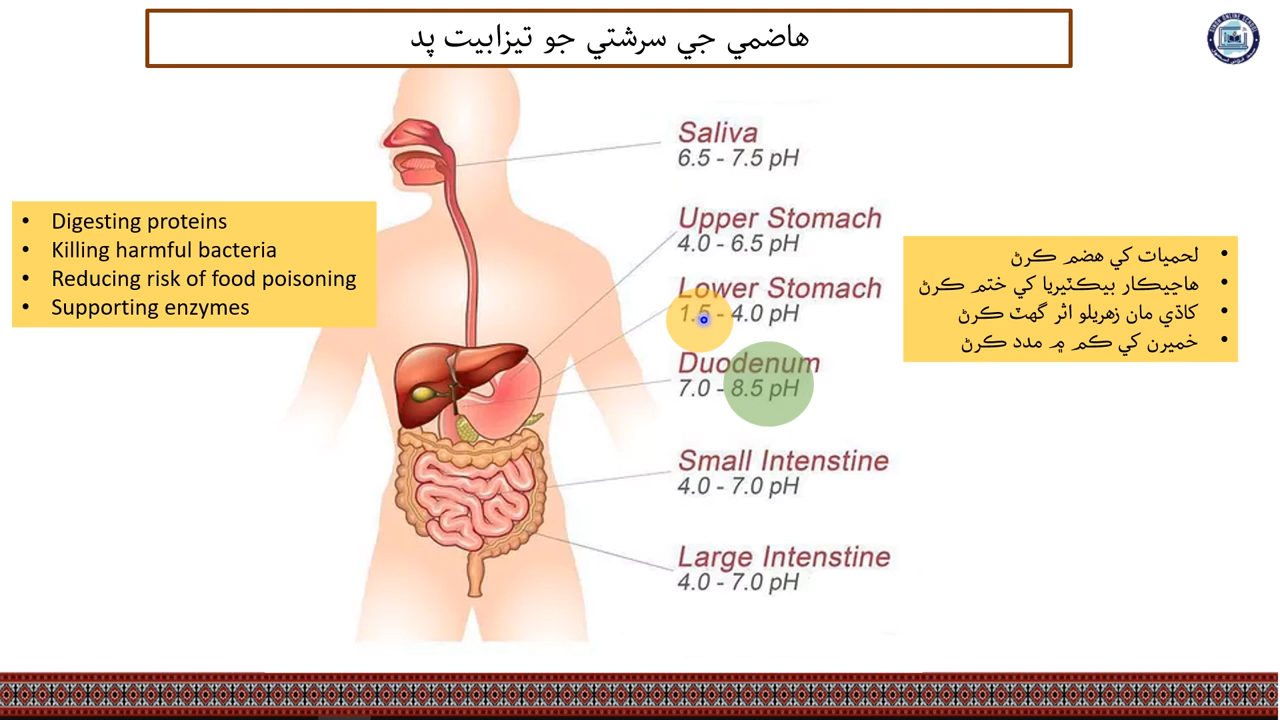 هاضمي جي سرشتي جو تيزابيت پد
Saliva
6.5 - 7.5 pH
Upper Stomach
4.0 - 6.5 pH
Lower Stomach
1.5 - 4.0 pH
Duodenum
7.0 - 8.5 pH
Small Intenstine
4.0 - 7.0 pH
Large Intenstine
4.0 - 7.0 pH
• Digesting proteins
• Killing harmful bacteria
• Reducing risk of food poisoning
• Supporting enzymes
• لحميات کي هضم ڪرڻ
• هاڃيڪار بيڪٽيريا کي ختم ڪرڻ
• کاڌي مان زهريلو اثر گهٽ ڪرڻ
• خميرن کي ڪم ۾ مدد ڪرڻ